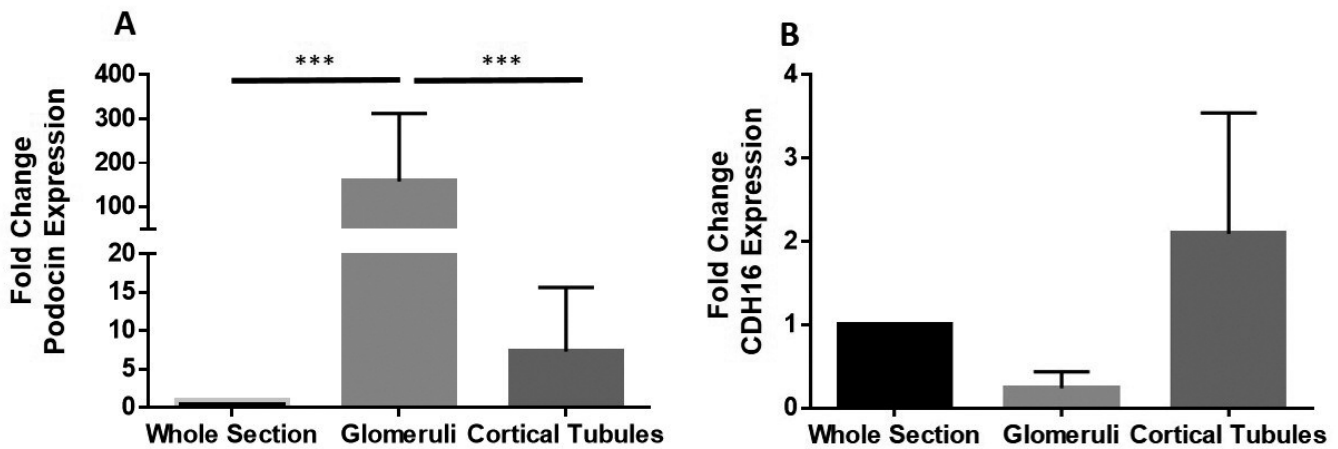 A
*** ***
400
300
200
100
20
15
10
5
0
Fold Change
Podocin Expression
Whole Section Glomeruli Cortical Tubules
B
4
3
2
1
0
Fold Change
CDH16 Expression
Whole Section Glomeruli Cortical Tubules